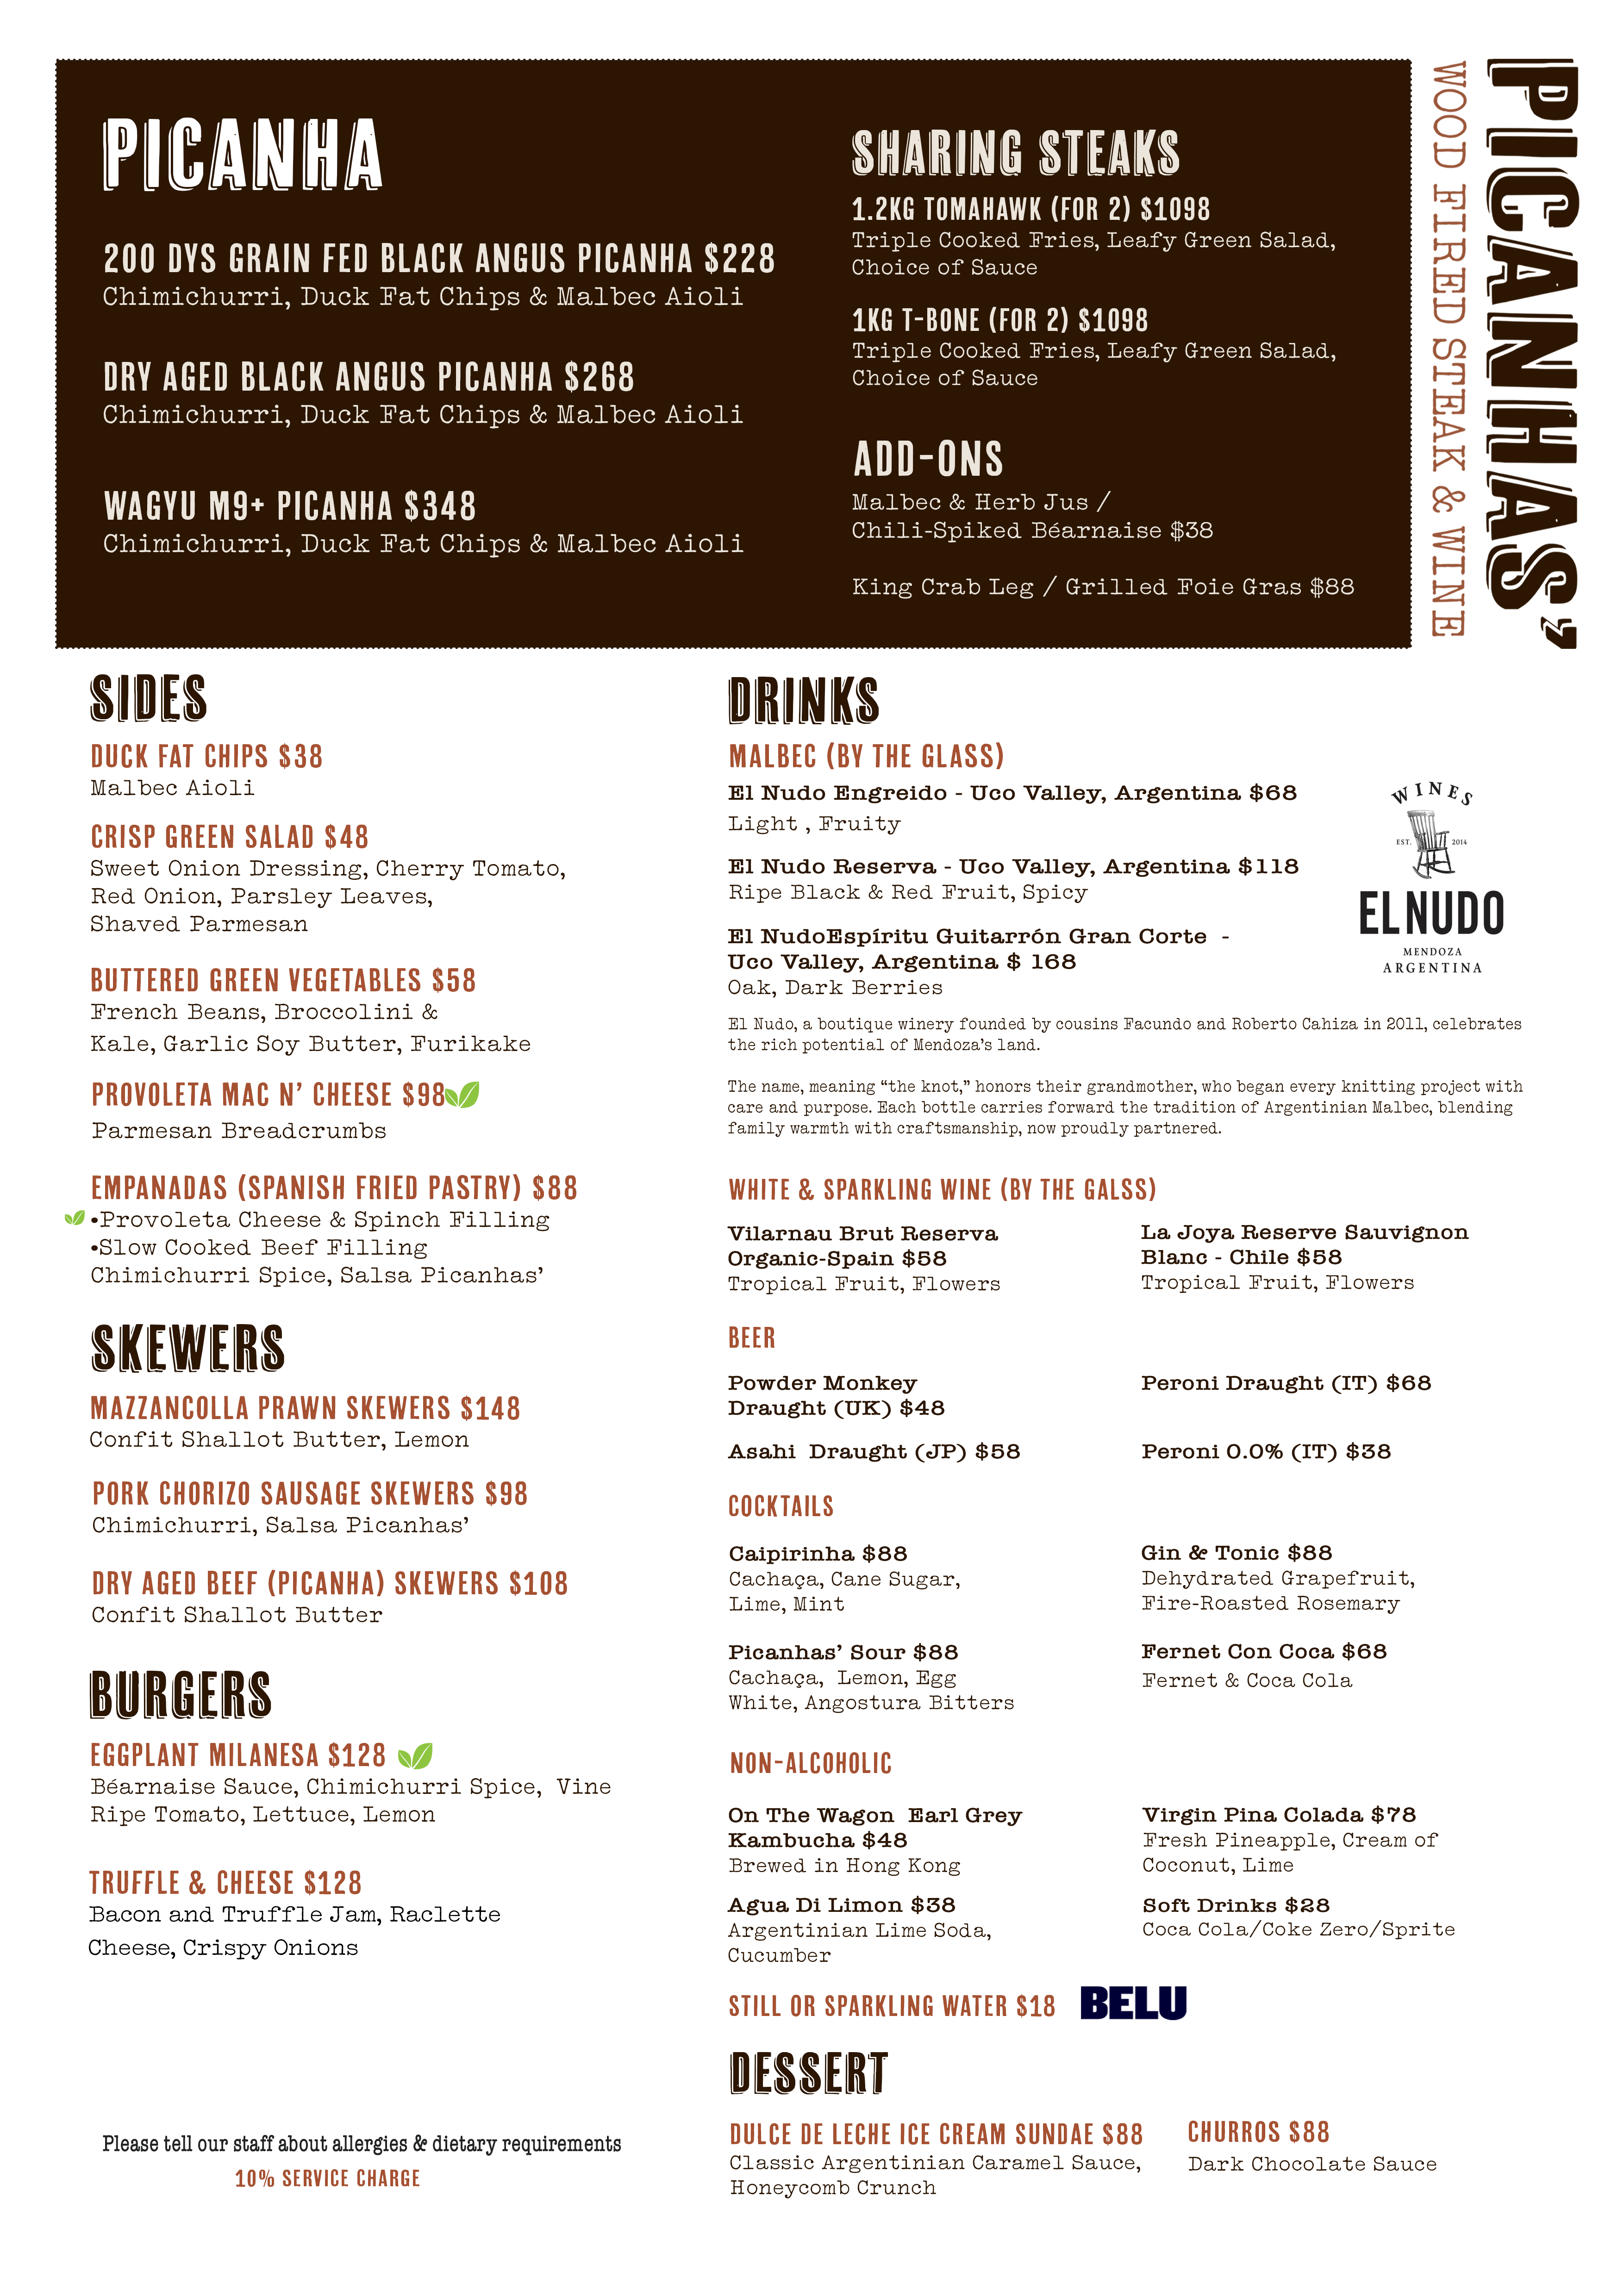 PICANHAS’
WOOD FIRED STEAK & WINE
PICANHA
200 DYS GRAIN FED BLACK ANGUS PICANHA $228
Chimichurri, Duck Fat Chips & Malbec Aioli
DRY AGED BLACK ANGUS PICANHA $268
Chimichurri, Duck Fat Chips & Malbec Aioli
WAGYU M9+ PICANHA $348
Chimichurri, Duck Fat Chips & Malbec Aioli
SHARING STEAKS
1.2KG TOMAHAWK (FOR 2) $1098
Triple Cooked Fries, Leafy Green Salad,
Choice of Sauce
1KG T-BONE (FOR 2) $1098
Triple Cooked Fries, Leafy Green Salad,
Choice of Sauce
ADD-ONS
Malbec & Herb Jus /
Chili-Spiked Béarnaise $38
King Crab Leg / Grilled Foie Gras $88
SIDES
DUCK FAT CHIPS $38
Malbec Aioli
CRISP GREEN SALAD $48
Sweet Onion Dressing, Cherry Tomato,
Red Onion, Parsley Leaves,
Shaved Parmesan
BUTTERED GREEN VEGETABLES $58
French Beans, Broccolini &
Kale, Garlic Soy Butter, Furikake
PROVOLETA MAC N’ CHEESE $98
Parmesan Breadcrumbs
EMPANADAS (SPANISH FRIED PASTRY) $88
•Provoleta Cheese & Spinch Filling
•Slow Cooked Beef Filling
Chimichurri Spice, Salsa Picanhas’
SKEWERS
MAZZANCOLLA PRAWN SKEWERS $148
Confit Shallot Butter, Lemon
PORK CHORIZO SAUSAGE SKEWERS $98
Chimichurri, Salsa Picanhas’
DRY AGED BEEF (PICANHA) SKEWERS $108
Confit Shallot Butter
BURGERS
EGGPLANT MILANESA $128
Béarnaise Sauce, Chimichurri Spice,  Vine
Ripe Tomato, Lettuce, Lemon
TRUFFLE & CHEESE $128
Bacon and Truffle Jam, Raclette
Cheese, Crispy Onions
Please tell our staff about allergies & dietary requirements
10% SERVICE CHARGE
DRINKS
MALBEC (BY THE GLASS)
El Nudo Engreido - Uco Valley, Argentina $68
Light , Fruity
El Nudo Reserva - Uco Valley, Argentina $118
Ripe Black & Red Fruit, Spicy
El NudoEspíritu Guitarrón Gran Corte  -
Uco Valley, Argentina $ 168
Oak, Dark Berries
WINES
EST. 2014
EL NUDO
MENDOZA
ARGENTINA
El Nudo, a boutique winery founded by cousins Facundo and Roberto Cahiza in 2011, celebrates
the rich potential of Mendoza’s land.
The name, meaning “the knot,” honors their grandmother, who began every knitting project with
care and purpose. Each bottle carries forward the tradition of Argentinian Malbec, blending
family warmth with craftsmanship, now proudly partnered.
WHITE & SPARKLING WINE (BY THE GALSS)
Vilarnau Brut Reserva
Organic-Spain $58
Tropical Fruit, Flowers
La Joya Reserve Sauvignon
Blanc - Chile $58
Tropical Fruit, Flowers
BEER
Powder Monkey
Draught (UK) $48
Peroni Draught (IT) $68
Asahi  Draught (JP) $58
Peroni 0.0% (IT) $38
COCKTAILS
Caipirinha $88
Cachaça, Cane Sugar,
Lime, Mint
Gin & Tonic $88
Dehydrated Grapefruit,
Fire-Roasted Rosemary
Picanhas’ Sour $88
Cachaça,  Lemon, Egg
White, Angostura Bitters
Fernet Con Coca $68
Fernet & Coca Cola
NON-ALCOHOLIC
On The Wagon  Earl Grey
Kambucha $48
Brewed in Hong Kong
Virgin Pina Colada $78
Fresh Pineapple, Cream of
Coconut, Lime
Agua Di Limon $38
Argentinian Lime Soda,
Cucumber
Soft Drinks $28
Coca Cola/Coke Zero/Sprite
STILL OR SPARKLING WATER $18 BELU
DESSERT
DULCE DE LECHE ICE CREAM SUNDAE $88
Classic Argentinian Caramel Sauce,
Honeycomb Crunch
CHURROS $88
Dark Chocolate Sauce